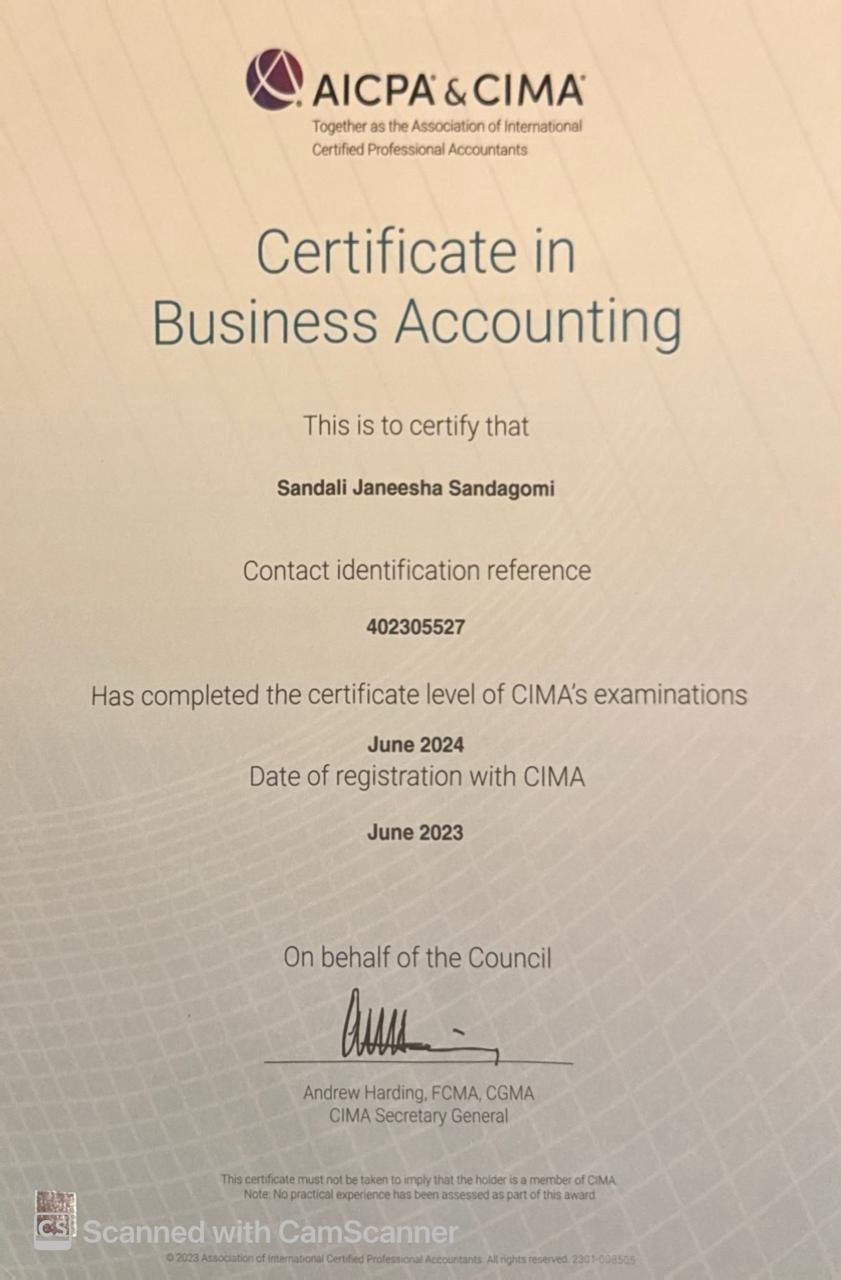 AICPA® & CIMA®
Together as the Association of International
Certified Professional Accountants
Certificate in
Business Accounting
This is to certify that
Sandali Janeesha Sandagomi
Contact identification reference
402305527
Has completed the certificate level of CIMA's examinations
June 2024
Date of registration with CIMA
June 2023
On behalf of the Council
Andrew Harding, FCMA, CGMA
CIMA Secretary General
This certificate must not be taken to imply that the holder is a member of CIMA.
Note: No practical experience has been assessed as part of this award
CS Scanned with CamScanner
© 2023 Association of International Certified Professional Accountants. All rights reserved. 2301-008505